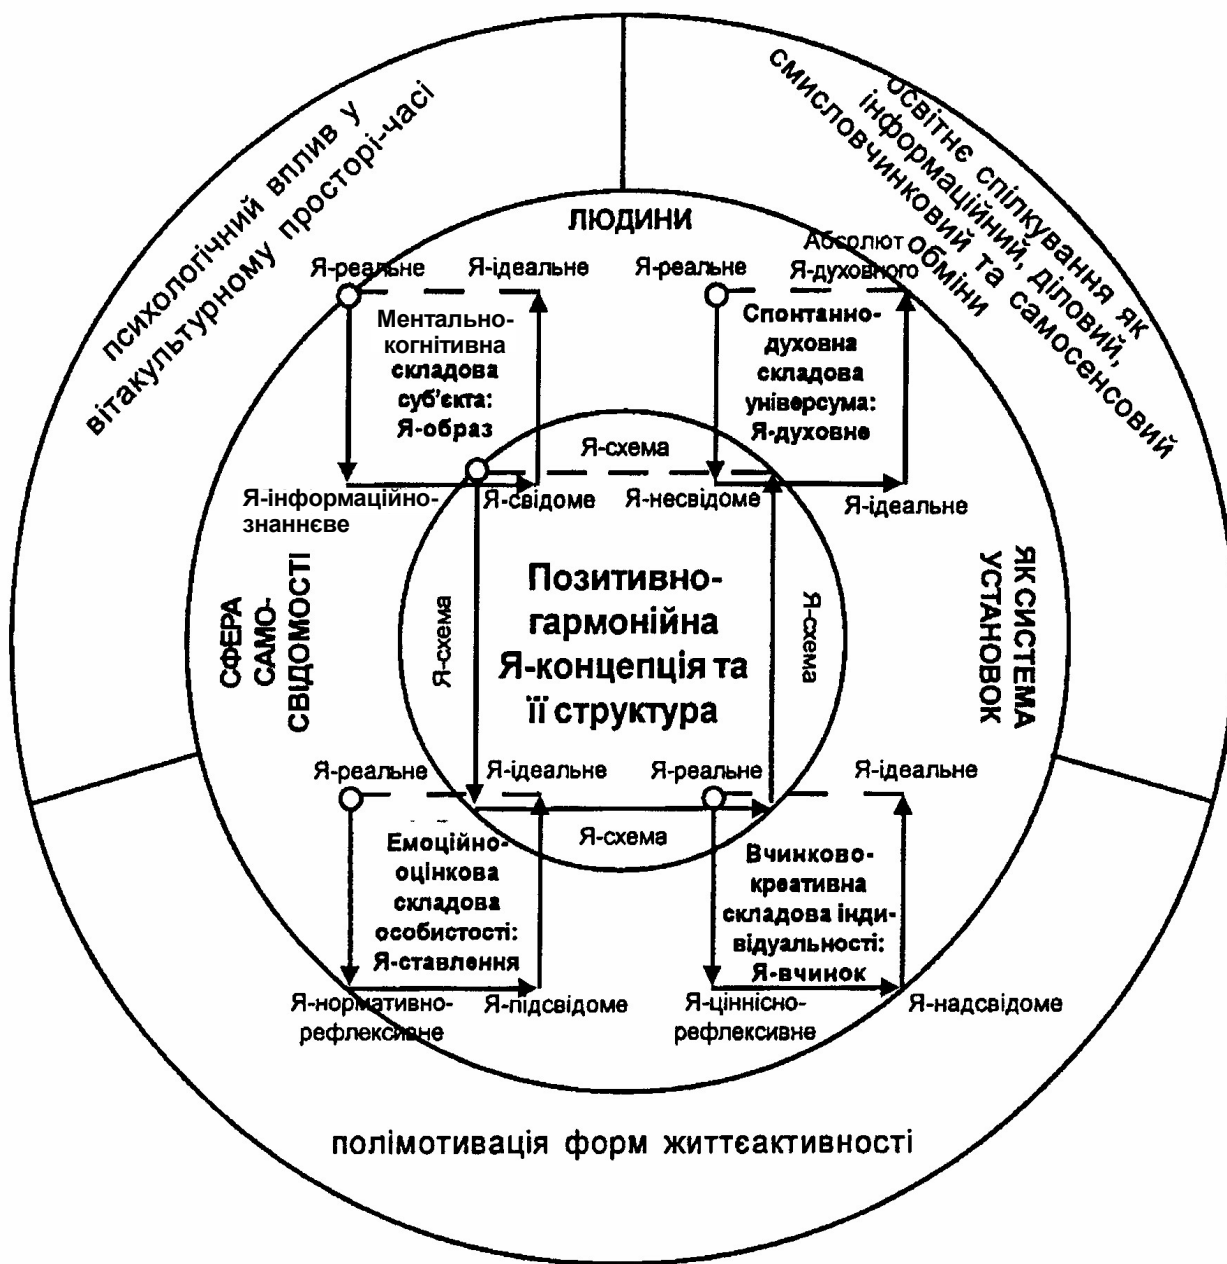 психологічний вплив у
вітакультурному просторі-часі
освітнє спілкування як
інформаційний, діловий,
смисловчинковий та самосенсовий
обміни
ЛЮДИНИ
Я-реальне
Я-ідеальне
Ментально-
когнітивна
складова
суб'єкта:
Я-образ
Я-інформаційно-
знаннєве
Я-свідоме
Я-реальне
Абсолют
Я-духовного
Спонтанно-
духовна
складова
універсума:
Я-духовне
Я-несвідоме
Я-ідеальне
Я-схема
СФЕРА
САМО-
СВІДОМОСТІ
Я-схема
Позитивно-
гармонійна
Я-концепція та
її структура
Я-схема
ЯК СИСТЕМА
УСТАНОВОК
Я-схема
Я-реальне
Я-ідеальне
Емоційно-
оцінкова
складова
особистості:
Я-ставлення
Я-нормативно-
рефлексивне
Я-підсвідоме
Я-реальне
Я-ідеальне
Вчинково-
креативна
складова інди-
відуальності:
Я-вчинок
Я-ціннісно-
рефлексивне
Я-надсвідоме
полімотивація форм життєактивності